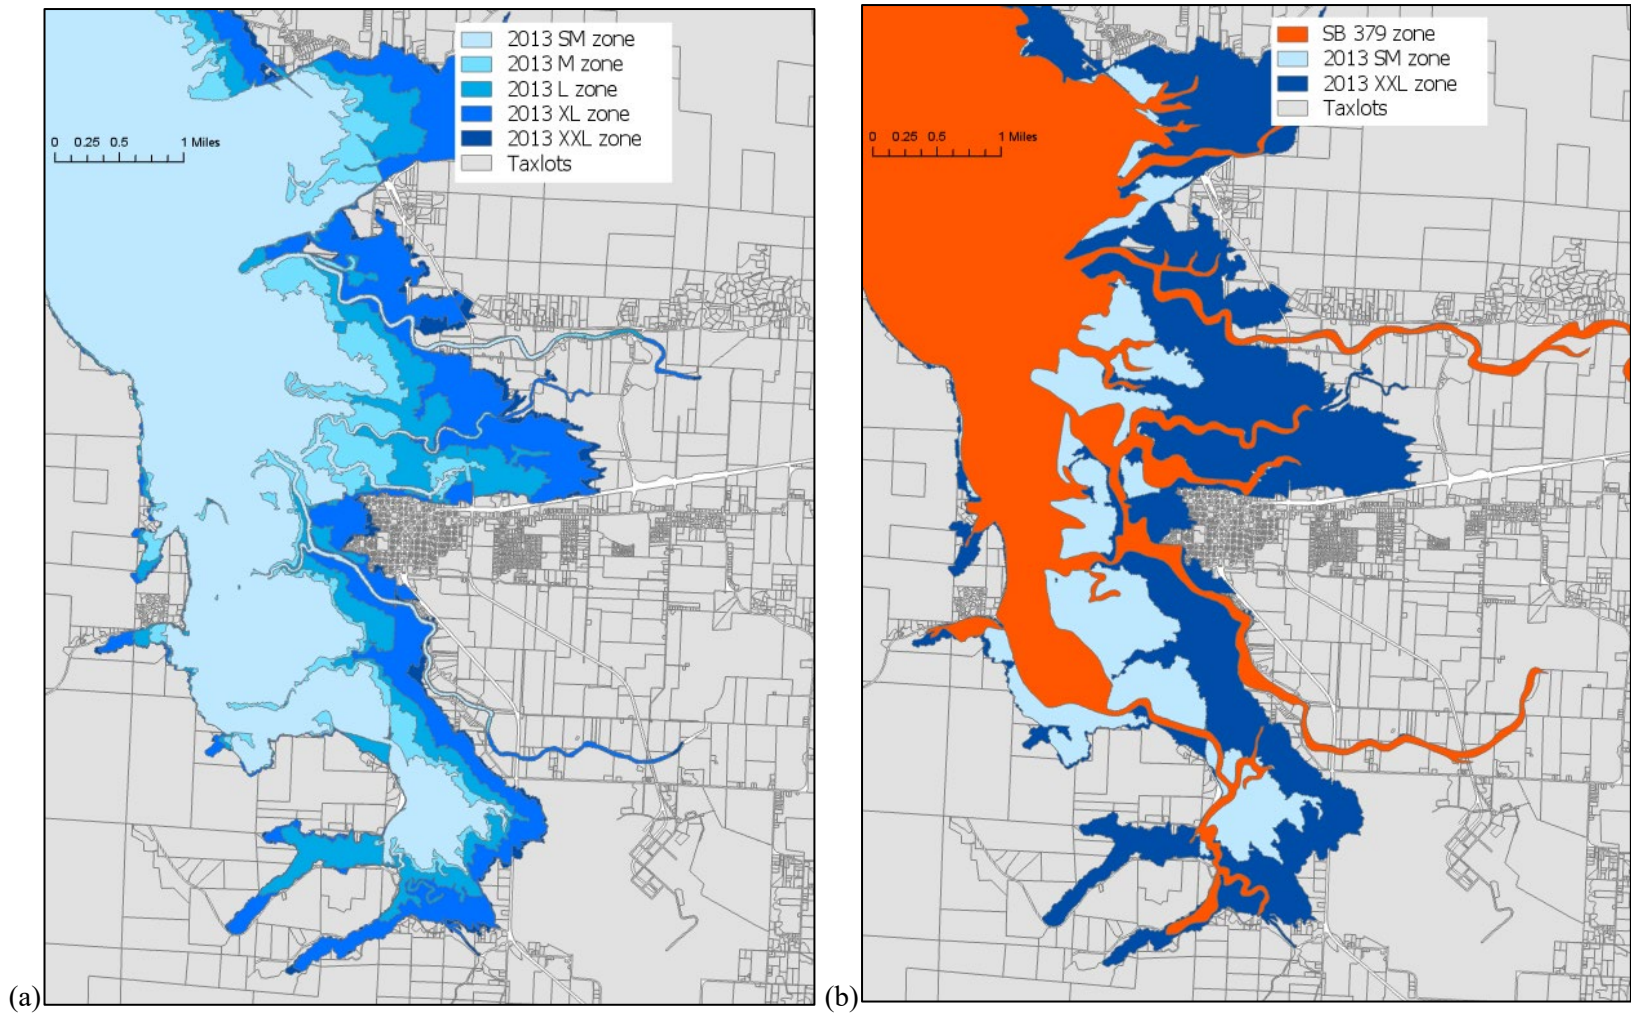 2013 SM zone
2013 M zone
2013 L zone
2013 XL zone
2013 XXL zone
Taxlots
0 0.25 0.5 1 Miles
(a)
SB 379 zone
2013 SM zone
2013 XXL zone
Taxlots
0 0.25 0.5 1 Miles
(b)